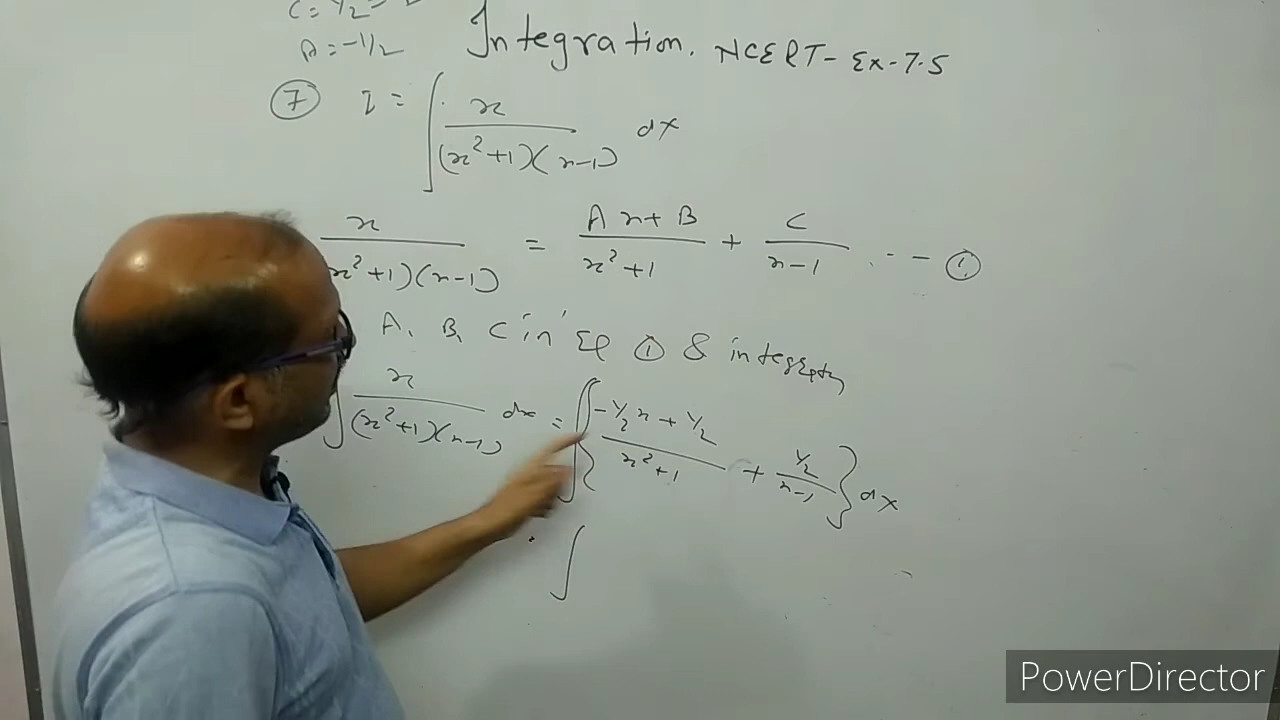 C = 1/2
A = -1/2
Integration. NCERT - Ex - 7.5
⑦ I = ∫ x / (x²+1)(x-1) dx
x / (x²+1)(x-1) = Ax + B / x²+1 + C / x-1 . - - ①
A, B, C in Eq ① &
∫ x / (x²+1)(x-1) dx = ∫ { -1/2 x + 1/2 / x²+1 + 1/2 / x-1 } dx
∫
PowerDirector